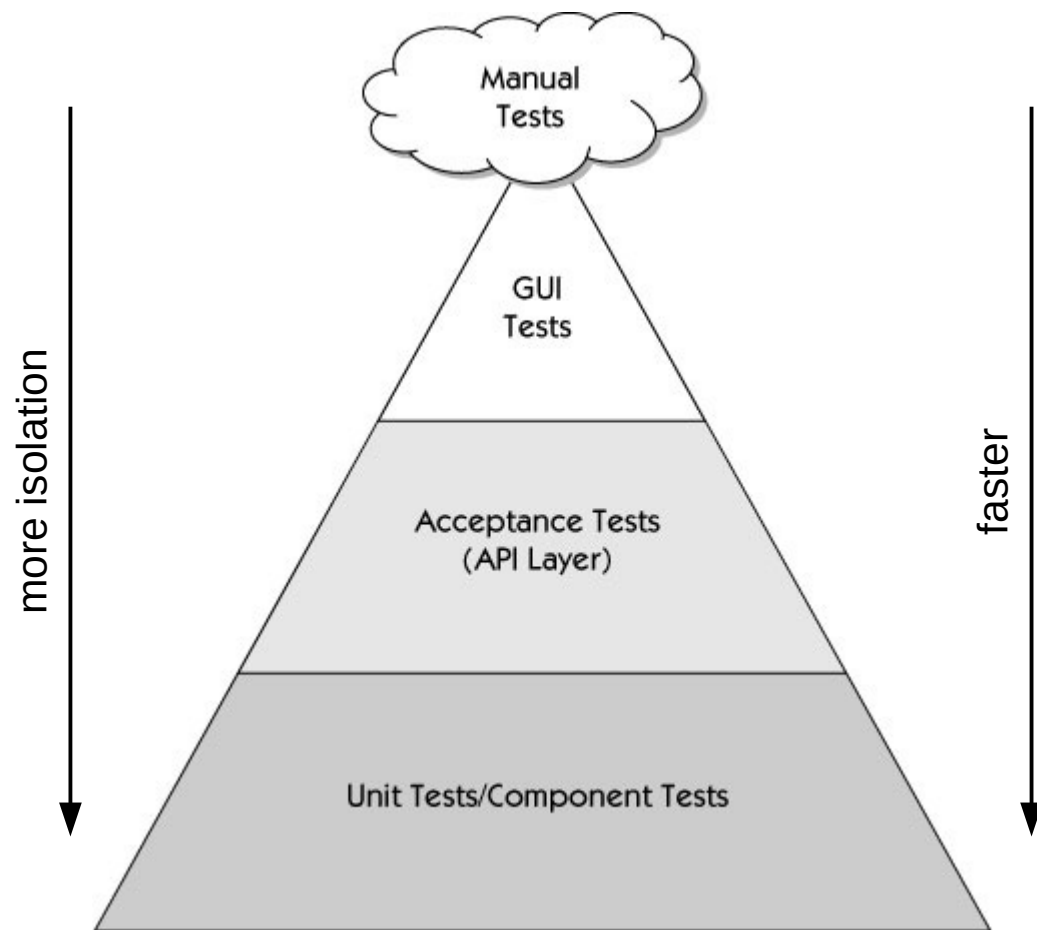 Manual
Tests
GUI
Tests
more isolation
faster
Acceptance Tests
(API Layer)
Unit Tests/Component Tests